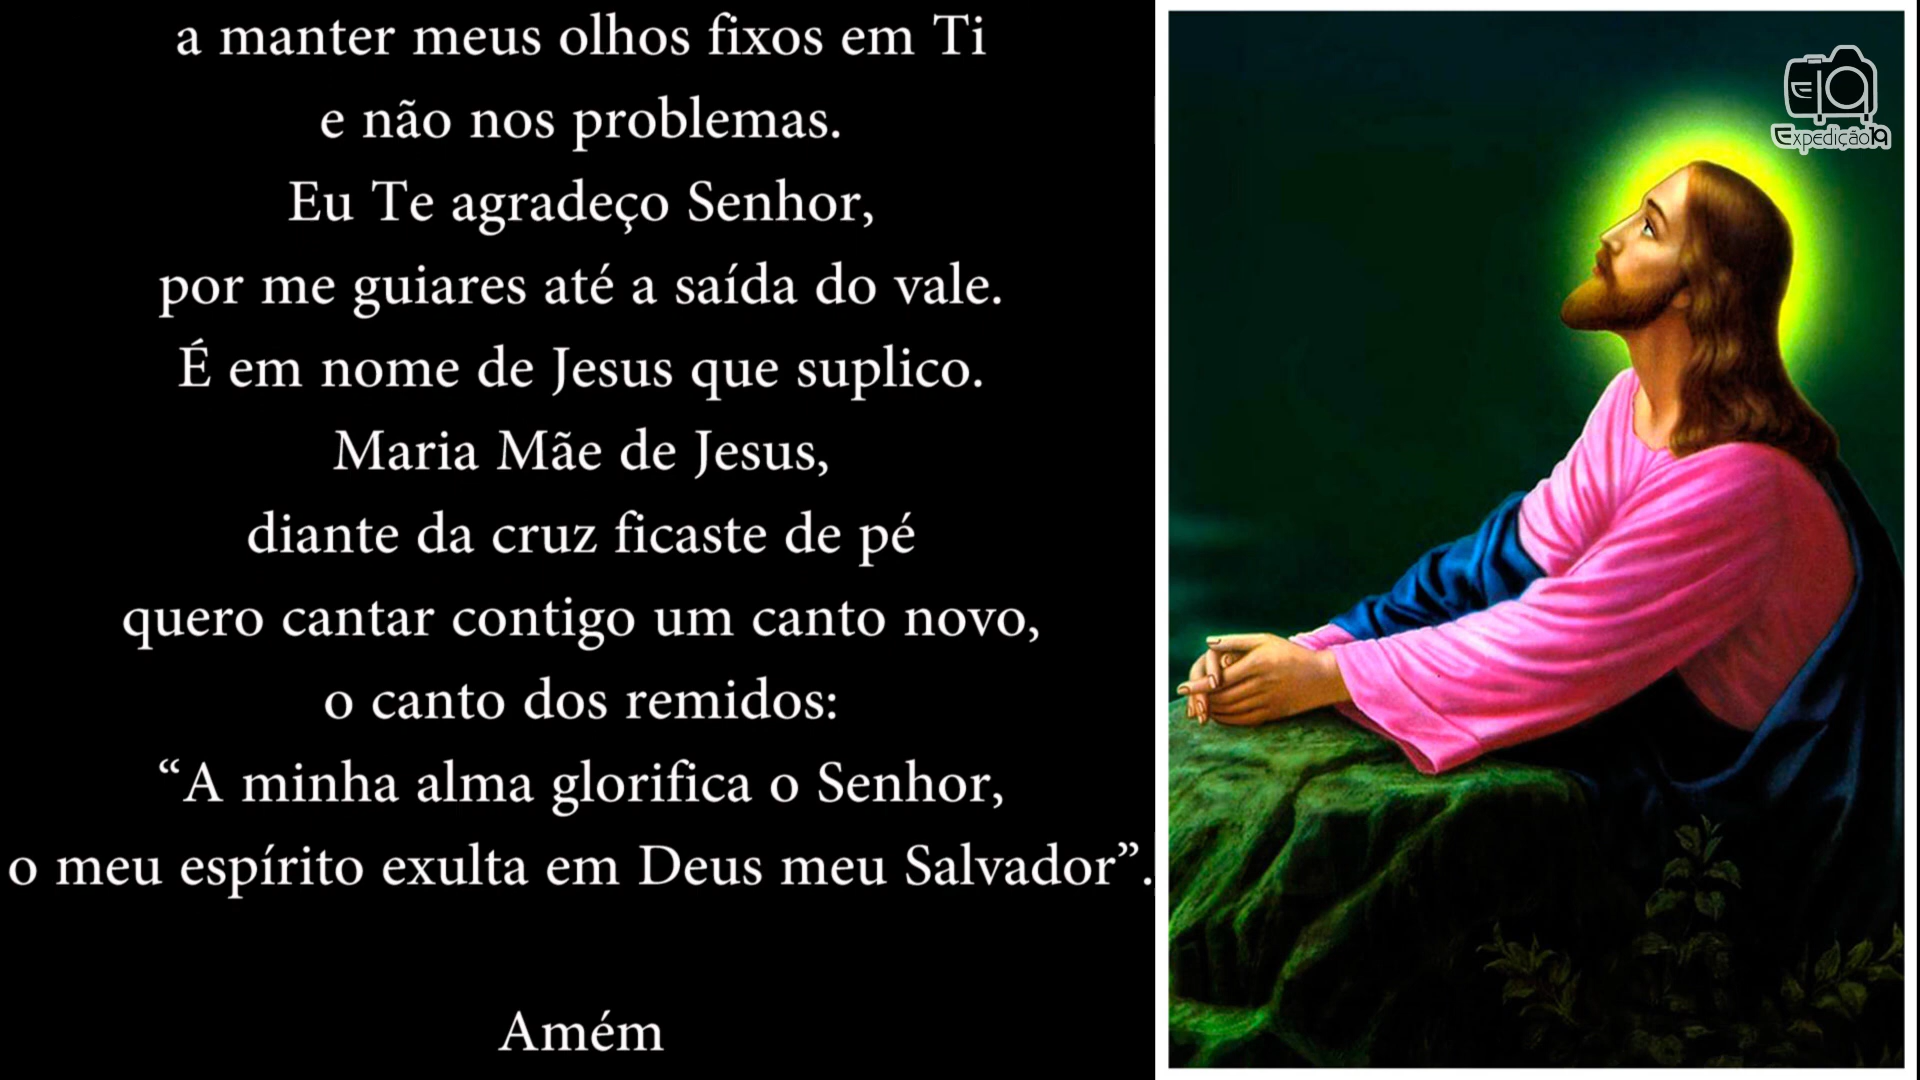 a manter meus olhos fixos em Ti
e não nos problemas.
Eu Te agradeço Senhor,
por me guiares até a saída do vale.
É em nome de Jesus que suplico.
Maria Mãe de Jesus,
diante da cruz ficaste de pé
quero cantar contigo um canto novo,
o canto dos remidos:
“A minha alma glorifica o Senhor,
o meu espírito exulta em Deus meu Salvador”.
Amém
E19
Expedição19